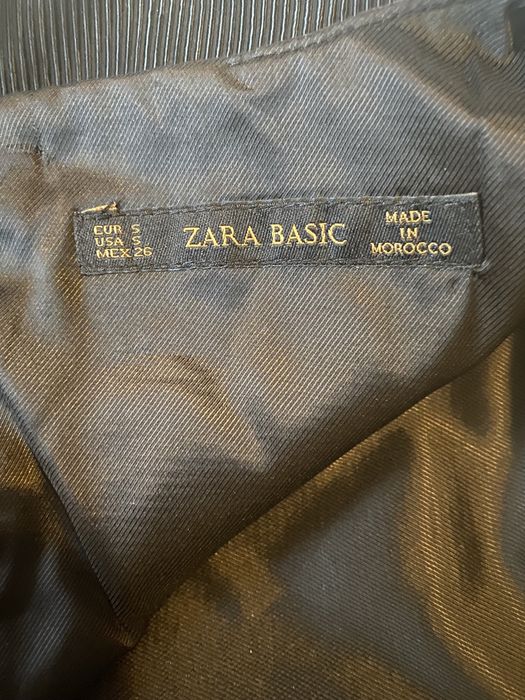 EUR S
USA S
MEX 26
ZARA BASIC
MADE
IN
MOROCCO